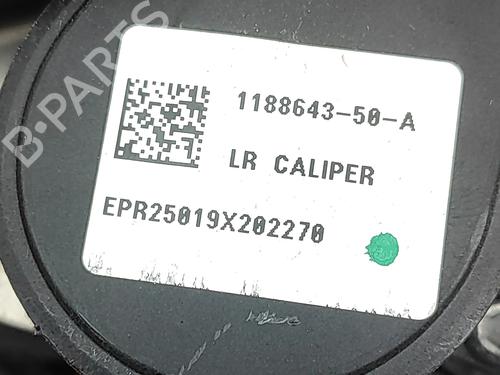 B-PARTS
1188643-50-A
LR CALIPER
EPR25019X202270